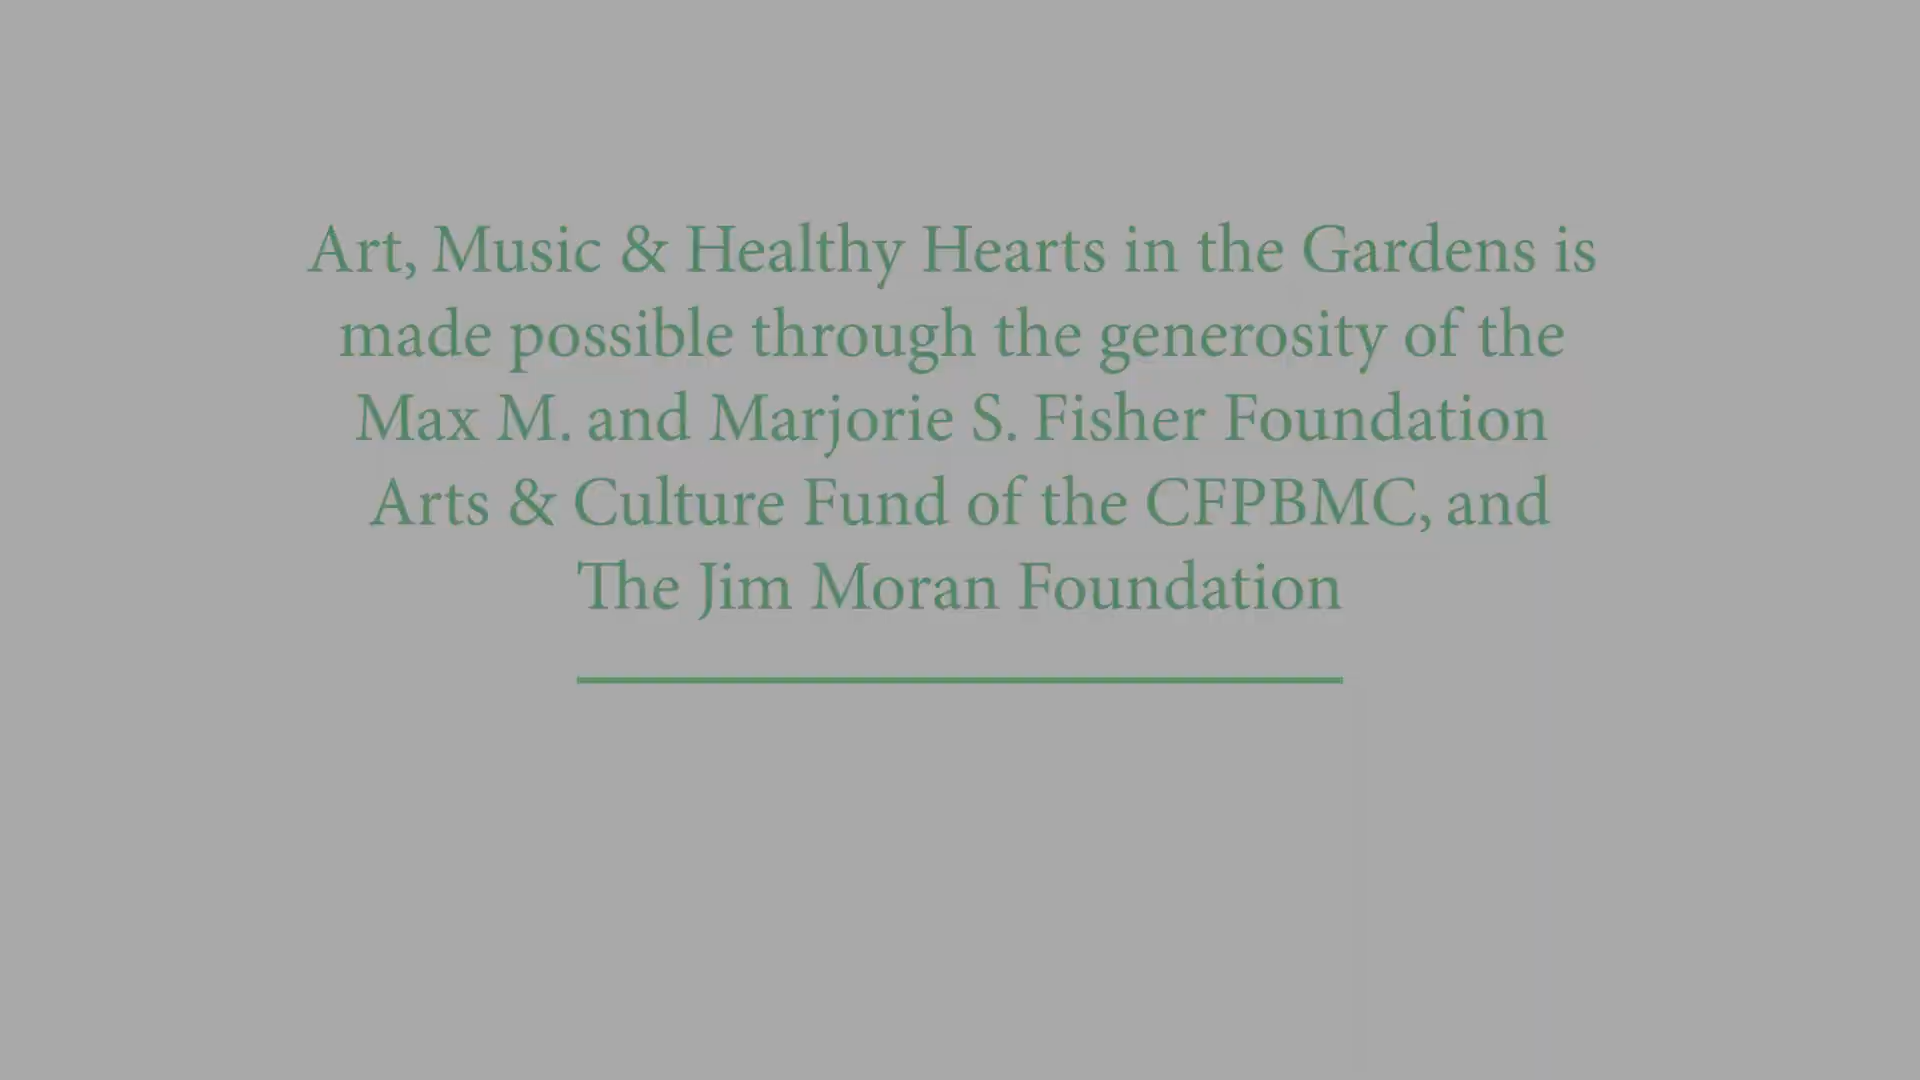 Art, Music & Healthy Hearts in the Gardens is
made possible through the generosity of the
Max M. and Marjorie S. Fisher Foundation
Arts & Culture Fund of the CFPBMC, and
The Jim Moran Foundation